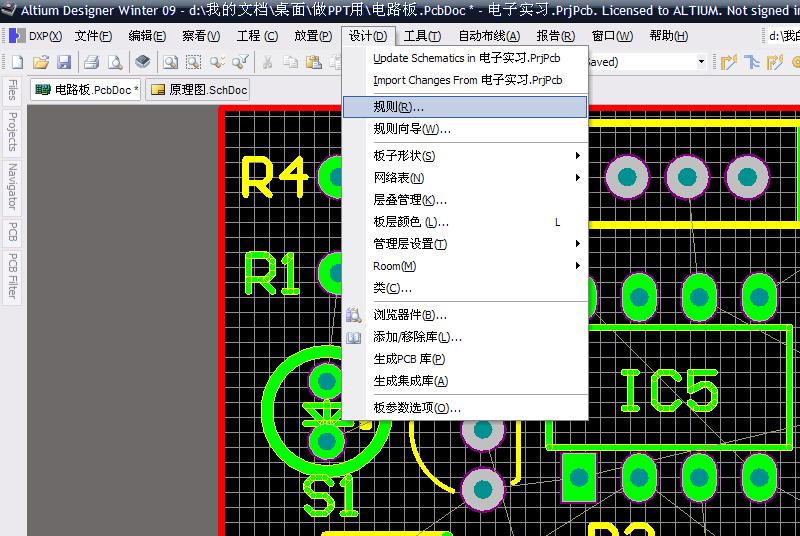 Altium Designer Winter 09 - d:\我的文档\桌面\做PPT用\电路板.PcbDoc * - 电子实习.PrjPcb. Licensed to ALTIUM. Not signed in
DXP(X) 文件(F) 编辑(E) 察看(V) 工程(C) 放置(P) 设计(D) 工具(T) 自动布线(A) 报告(R) 窗口(W) 帮助(H) d:\我
aved)
电路板.PcbDoc * 原理图.SchDoc
Files
Projects
Navigator
PCB
PCB Filter
Update Schematics in 电子实习.PrjPcb
Import Changes From 电子实习.PrjPcb
规则(R)...
规则向导(W)...
板子形状(S)
网络表(N)
层叠管理(K)...
板层颜色 (L)... L
管理层设置(T)
Room(M)
类(C)...
浏览器件(B)...
添加/移除库(L)...
生成PCB 库(P)
生成集成库(A)
板参数选项(O)...
R4
R1
IC5
S1